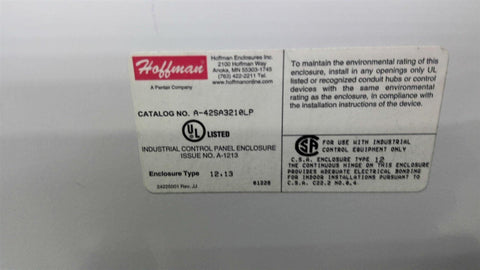 Hoffman
A Pentair Company
Hoffman Enclosures Inc.
2100 Hoffman Way
Anoka, MN 55303-1745
(763) 422-2211 Tel.
www.hoffmanonline.com
CATALOG NO. A-42SA3210LP
UL LISTED
INDUSTRIAL CONTROL PANEL ENCLOSURE
ISSUE NO. A-1213
Enclosure Type 12,13
24225001 Rev. JJ 01220
To maintain the environmental rating of this
enclosure, install in any openings only UL
listed or recognized conduit hubs or control
devices with the same environmental
rating as the enclosure, in compliance with
the installation instructions of the device.
SA FOR USE WITH INDUSTRIAL
CONTROL EQUIPMENT ONLY
C.S.A. ENCLOSURE TYPE 12
THE CONTINUOUS HINGE ON THIS ENCLOSURE
PROVIDES ADEQUATE ELECTRICAL BONDING
FOR INDOOR INSTALLATIONS PURSUANT TO
C.S.A. C22.2 NO.0.4